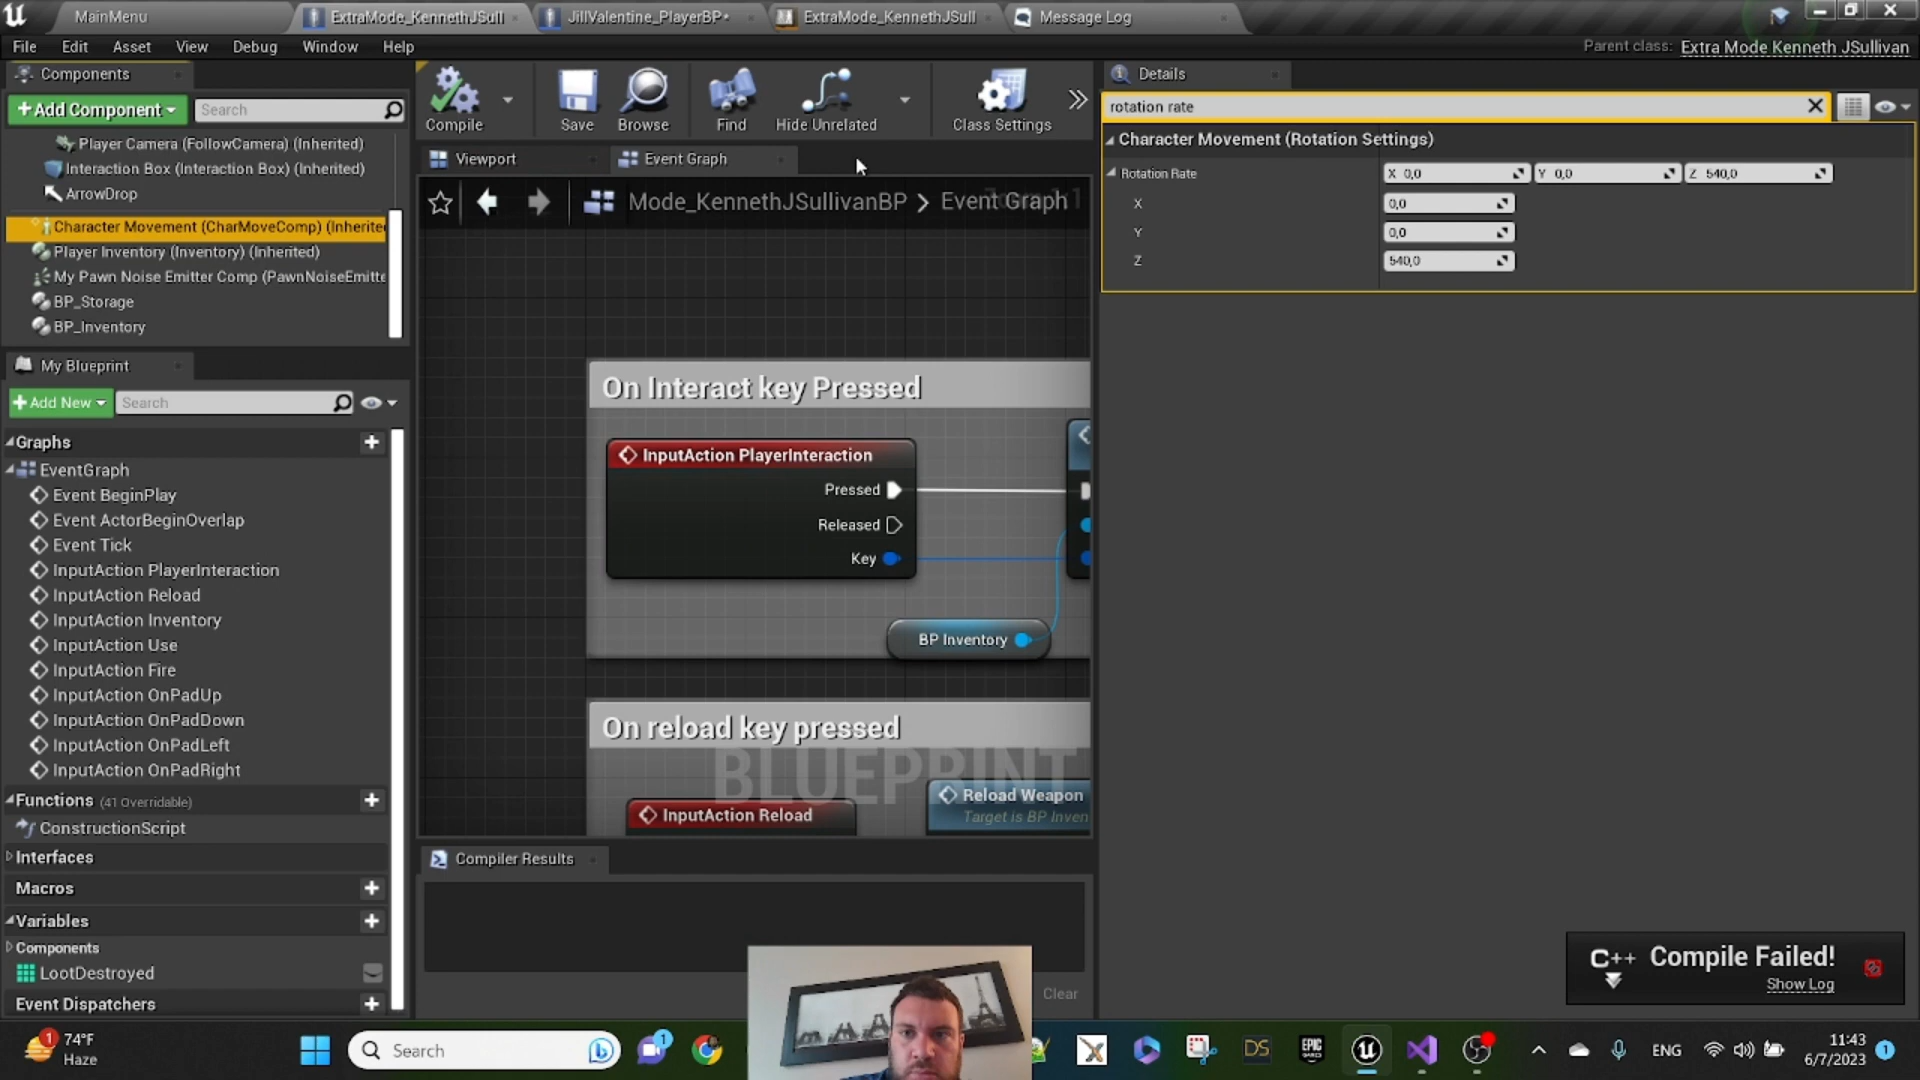 MainMenu
ExtraMode_KennethJSull
JillValentine_PlayerBP*
ExtraMode_KennethJSull
Message Log
File Edit Asset View Debug Window Help
Parent class: Extra Mode Kenneth JSullivan
Components
+Add Component
Search
Player Camera (FollowCamera) (Inherited)
Interaction Box (Interaction Box) (Inherited)
ArrowDrop
Character Movement (CharMoveComp) (Inherite
Player Inventory (Inventory) (Inherited)
My Pawn Noise Emitter Comp (PawnNoiseEmitte
BP_Storage
BP_Inventory
My Blueprint
+Add New
Search
Graphs
EventGraph
Event BeginPlay
Event ActorBeginOverlap
Event Tick
InputAction PlayerInteraction
InputAction Reload
InputAction Inventory
InputAction Use
InputAction Fire
InputAction OnPadUp
InputAction OnPadDown
InputAction OnPadLeft
InputAction OnPadRight
Functions (41 Overridable)
ConstructionScript
Interfaces
Macros
Variables
Components
LootDestroyed
Event Dispatchers
Compile
Save
Browse
Find
Hide Unrelated
Class Settings
Viewport
Event Graph
Mode_KennethJSullivanBP > Event Graph
On Interact key Pressed
InputAction PlayerInteraction
Pressed
Released
Key
BP Inventory
On reload key pressed
BLUEPRINT
InputAction Reload
Reload Weapon
Target is BP Inven
Compiler Results
Clear
Details
rotation rate
Character Movement (Rotation Settings)
Rotation Rate
X 0,0
Y 0,0
Z 540,0
X 0,0
Y 0,0
Z 540,0
C++ Compile Failed!
Show Log
1
74°F
Haze
Search
1
DS
EPIC GAMES
ENG
11:43
6/7/2023
1